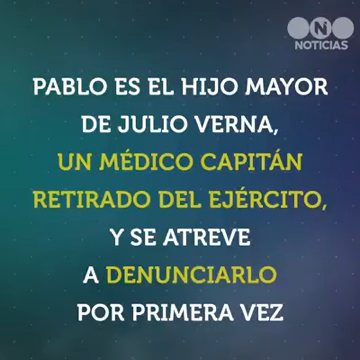 NOTICIAS
PABLO ES EL HIJO MAYOR
DE JULIO VERNA,
UN MÉDICO CAPITÁN
RETIRADO DEL EJÉRCITO,
Y SE ATREVE
A DENUNCIARLO
POR PRIMERA VEZ